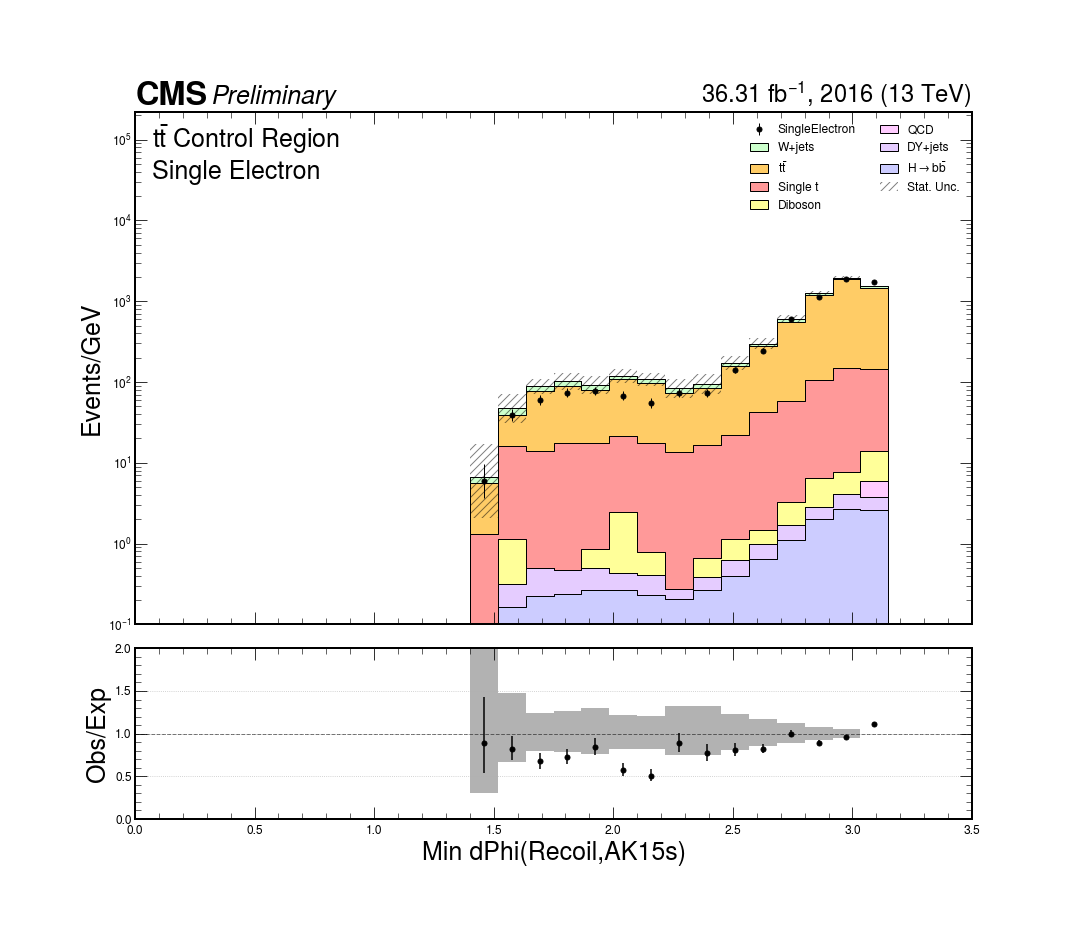 CMS Preliminary
36.31 fb⁻¹, 2016 (13 TeV)
tt̄ Control Region
Single Electron
SingleElectron
W+jets
tt̄
Single t
Diboson
QCD
DY+jets
H→bb̄
Stat. Unc.
Events/GeV
10⁵
10⁴
10³
10²
10¹
10⁰
10⁻¹
Obs/Exp
2.0
1.5
1.0
0.5
0.0
0.0 0.5 1.0 1.5 2.0 2.5 3.0 3.5
Min dPhi(Recoil,AK15s)